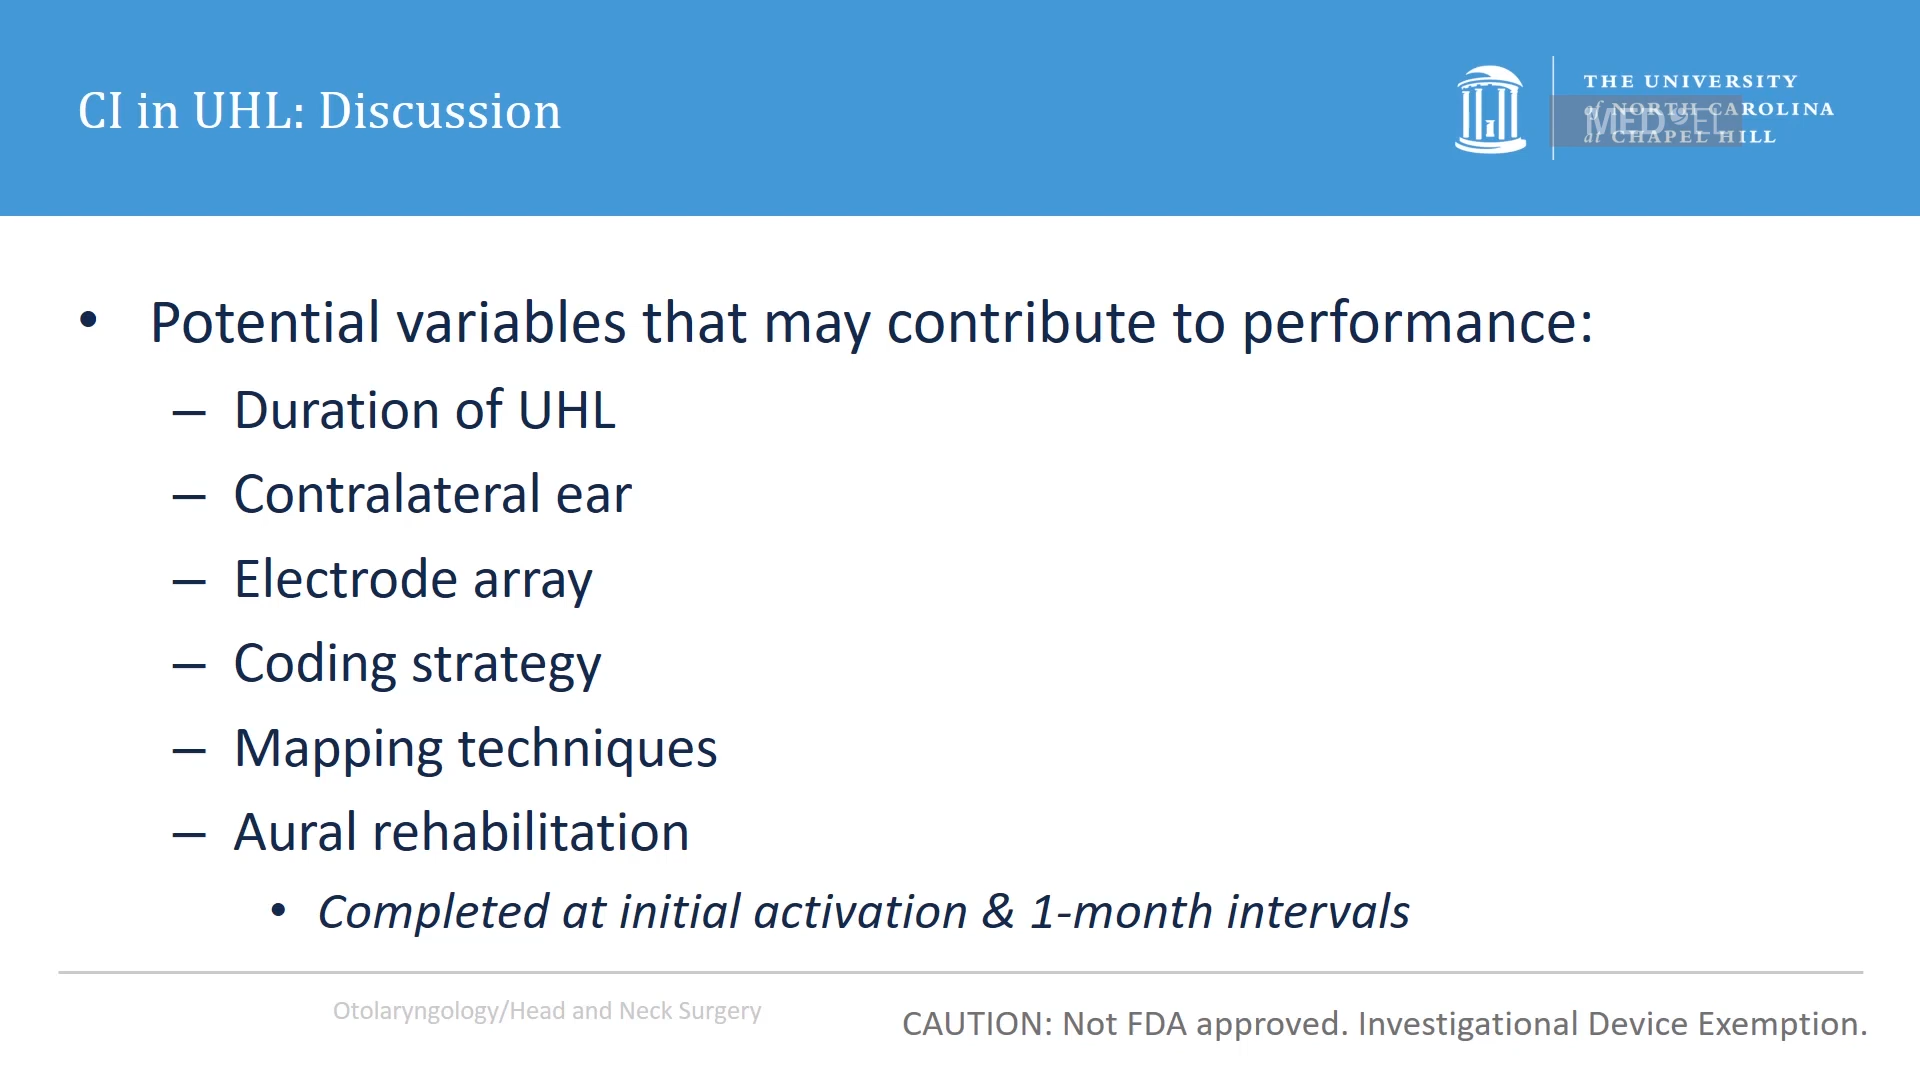 CI in UHL: Discussion
THE UNIVERSITY
of NORTH CAROLINA
at CHAPEL HILL
MED EL
• Potential variables that may contribute to performance:
– Duration of UHL
– Contralateral ear
– Electrode array
– Coding strategy
– Mapping techniques
– Aural rehabilitation
• Completed at initial activation & 1-month intervals
Otolaryngology/Head and Neck Surgery
CAUTION: Not FDA approved. Investigational Device Exemption.